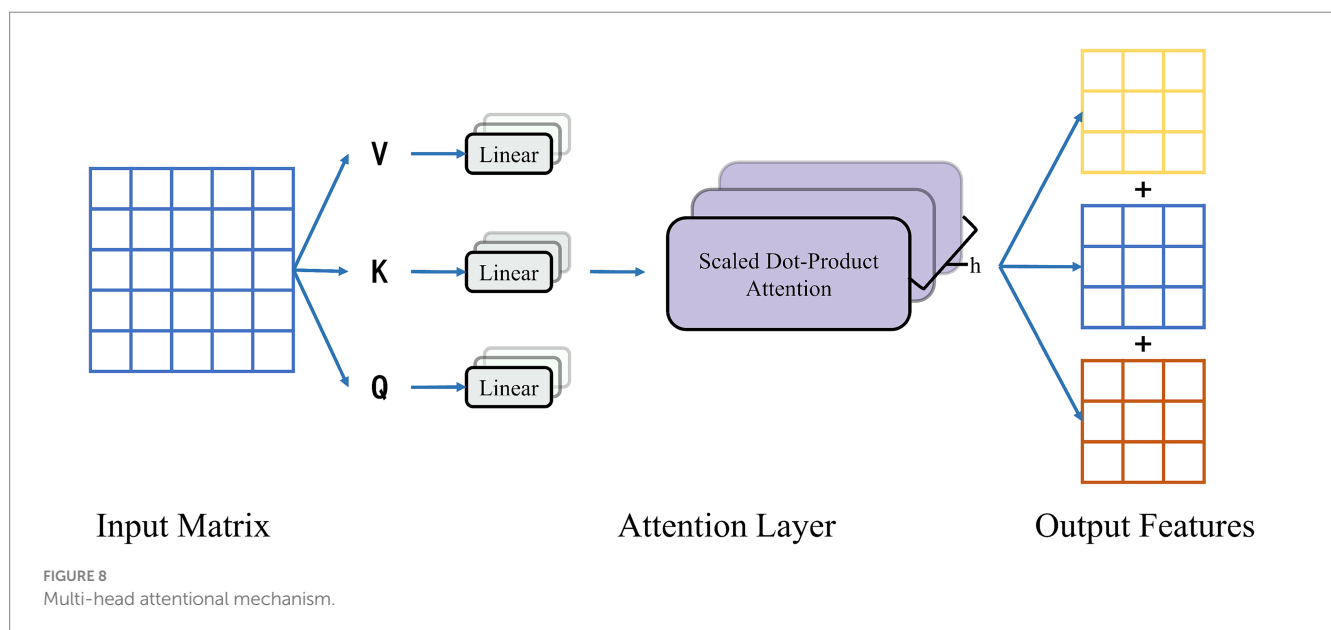 V
Linear
K
Linear
Q
Linear
Scaled Dot-Product
Attention
h
+
+
Input Matrix
Attention Layer
Output Features
FIGURE 8
Multi-head attentional mechanism.